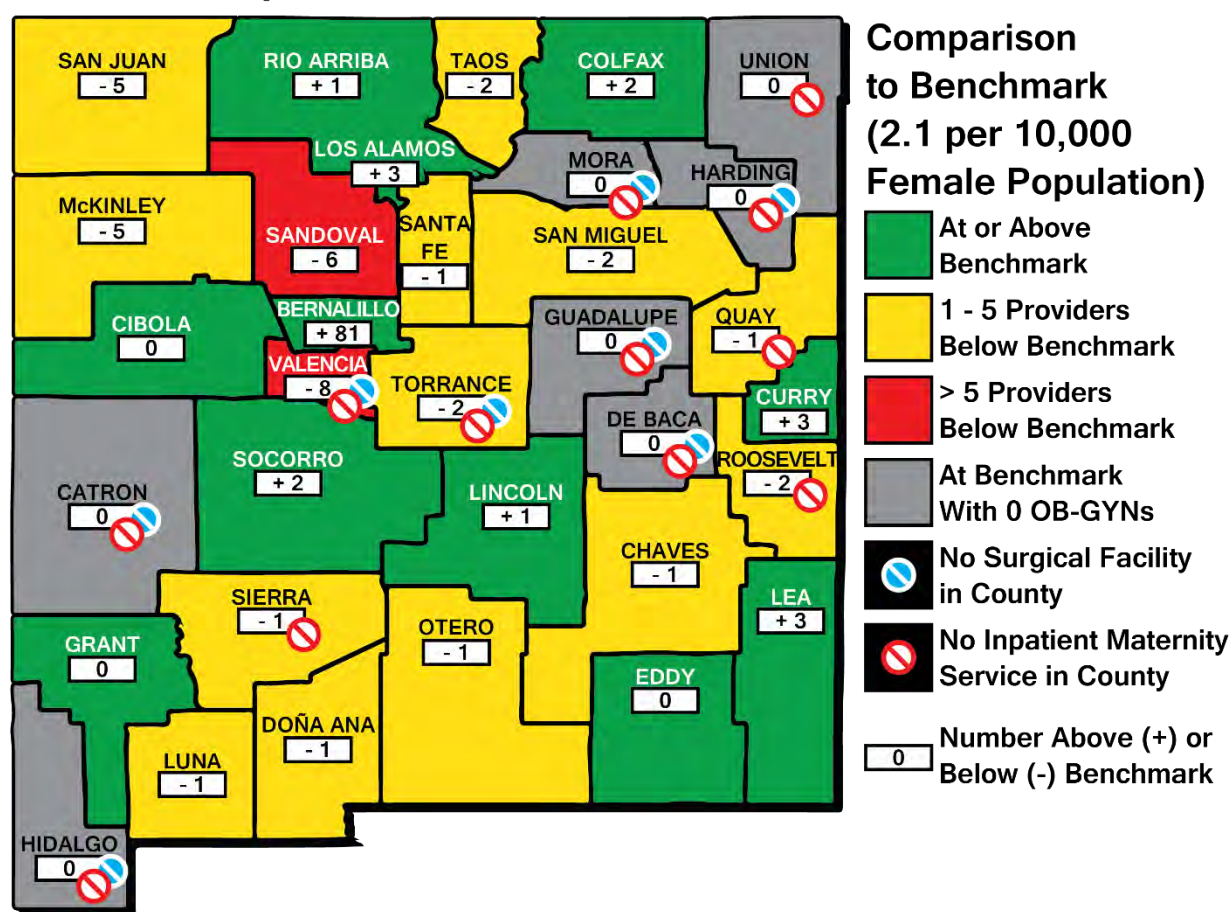 SAN JUAN
- 5
RIO ARRIBA
+ 1
TAOS
- 2
COLFAX
+ 2
UNION
0
LOS ALAMOS
+ 3
MORA
0
HARDING
0
McKINLEY
- 5
SANDOVAL
- 6
SANTA
FE
- 1
SAN MIGUEL
- 2
CIBOLA
0
BERNALILLO
+ 81
GUADALUPE
0
QUAY
- 1
VALENCIA
- 8
TORRANCE
- 2
CURRY
+ 3
DE BACA
0
ROOSEVELT
- 2
CATRON
0
SOCORRO
+ 2
LINCOLN
+ 1
CHAVES
- 1
SIERRA
- 1
OTERO
- 1
LEA
+ 3
GRANT
0
EDDY
0
DOÑA ANA
- 1
LUNA
- 1
HIDALGO
0
Comparison
to Benchmark
(2.1 per 10,000
Female Population)
At or Above
Benchmark
1 - 5 Providers
Below Benchmark
> 5 Providers
Below Benchmark
At Benchmark
With 0 OB-GYNs
No Surgical Facility
in County
No Inpatient Maternity
Service in County
0
Number Above (+) or
Below (-) Benchmark